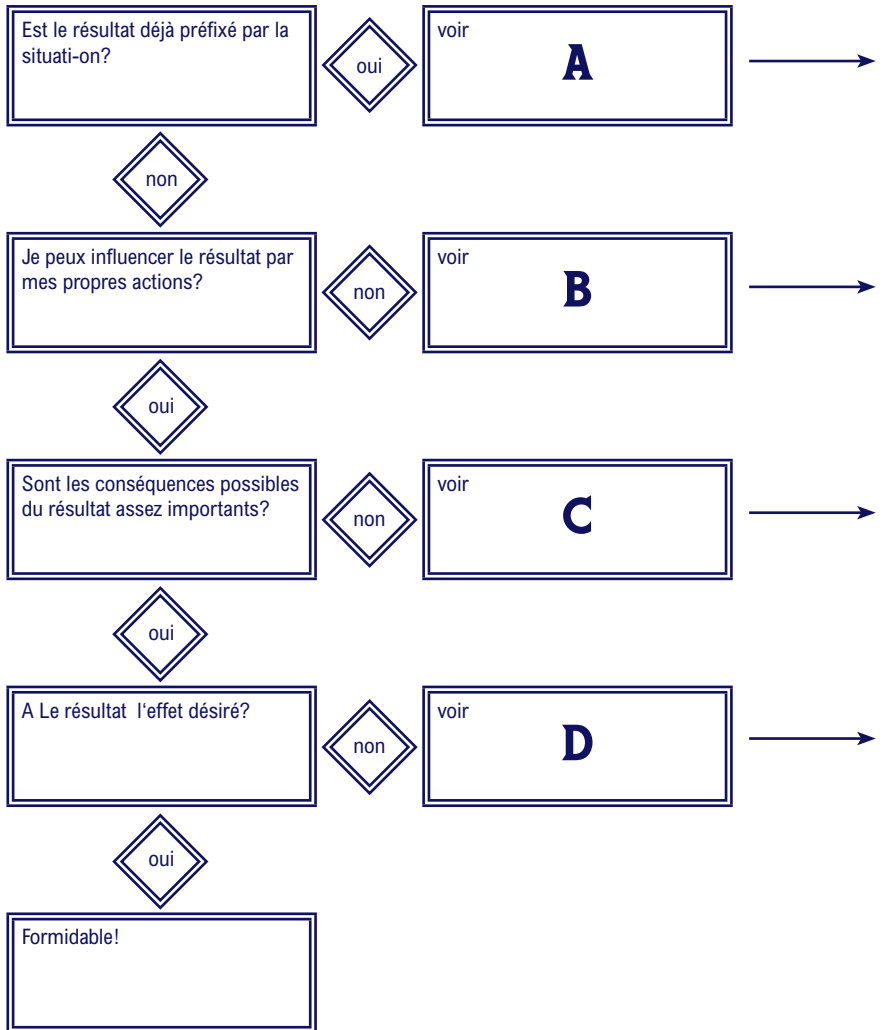 Est le résultat déjà préfixé par la
situati-on?
oui
voir
A
non
Je peux influencer le résultat par
mes propres actions?
non
voir
B
oui
Sont les conséquences possibles
du résultat assez importants?
non
voir
C
oui
A Le résultat  l‘effet désiré?
non
voir
D
oui
Formidable!